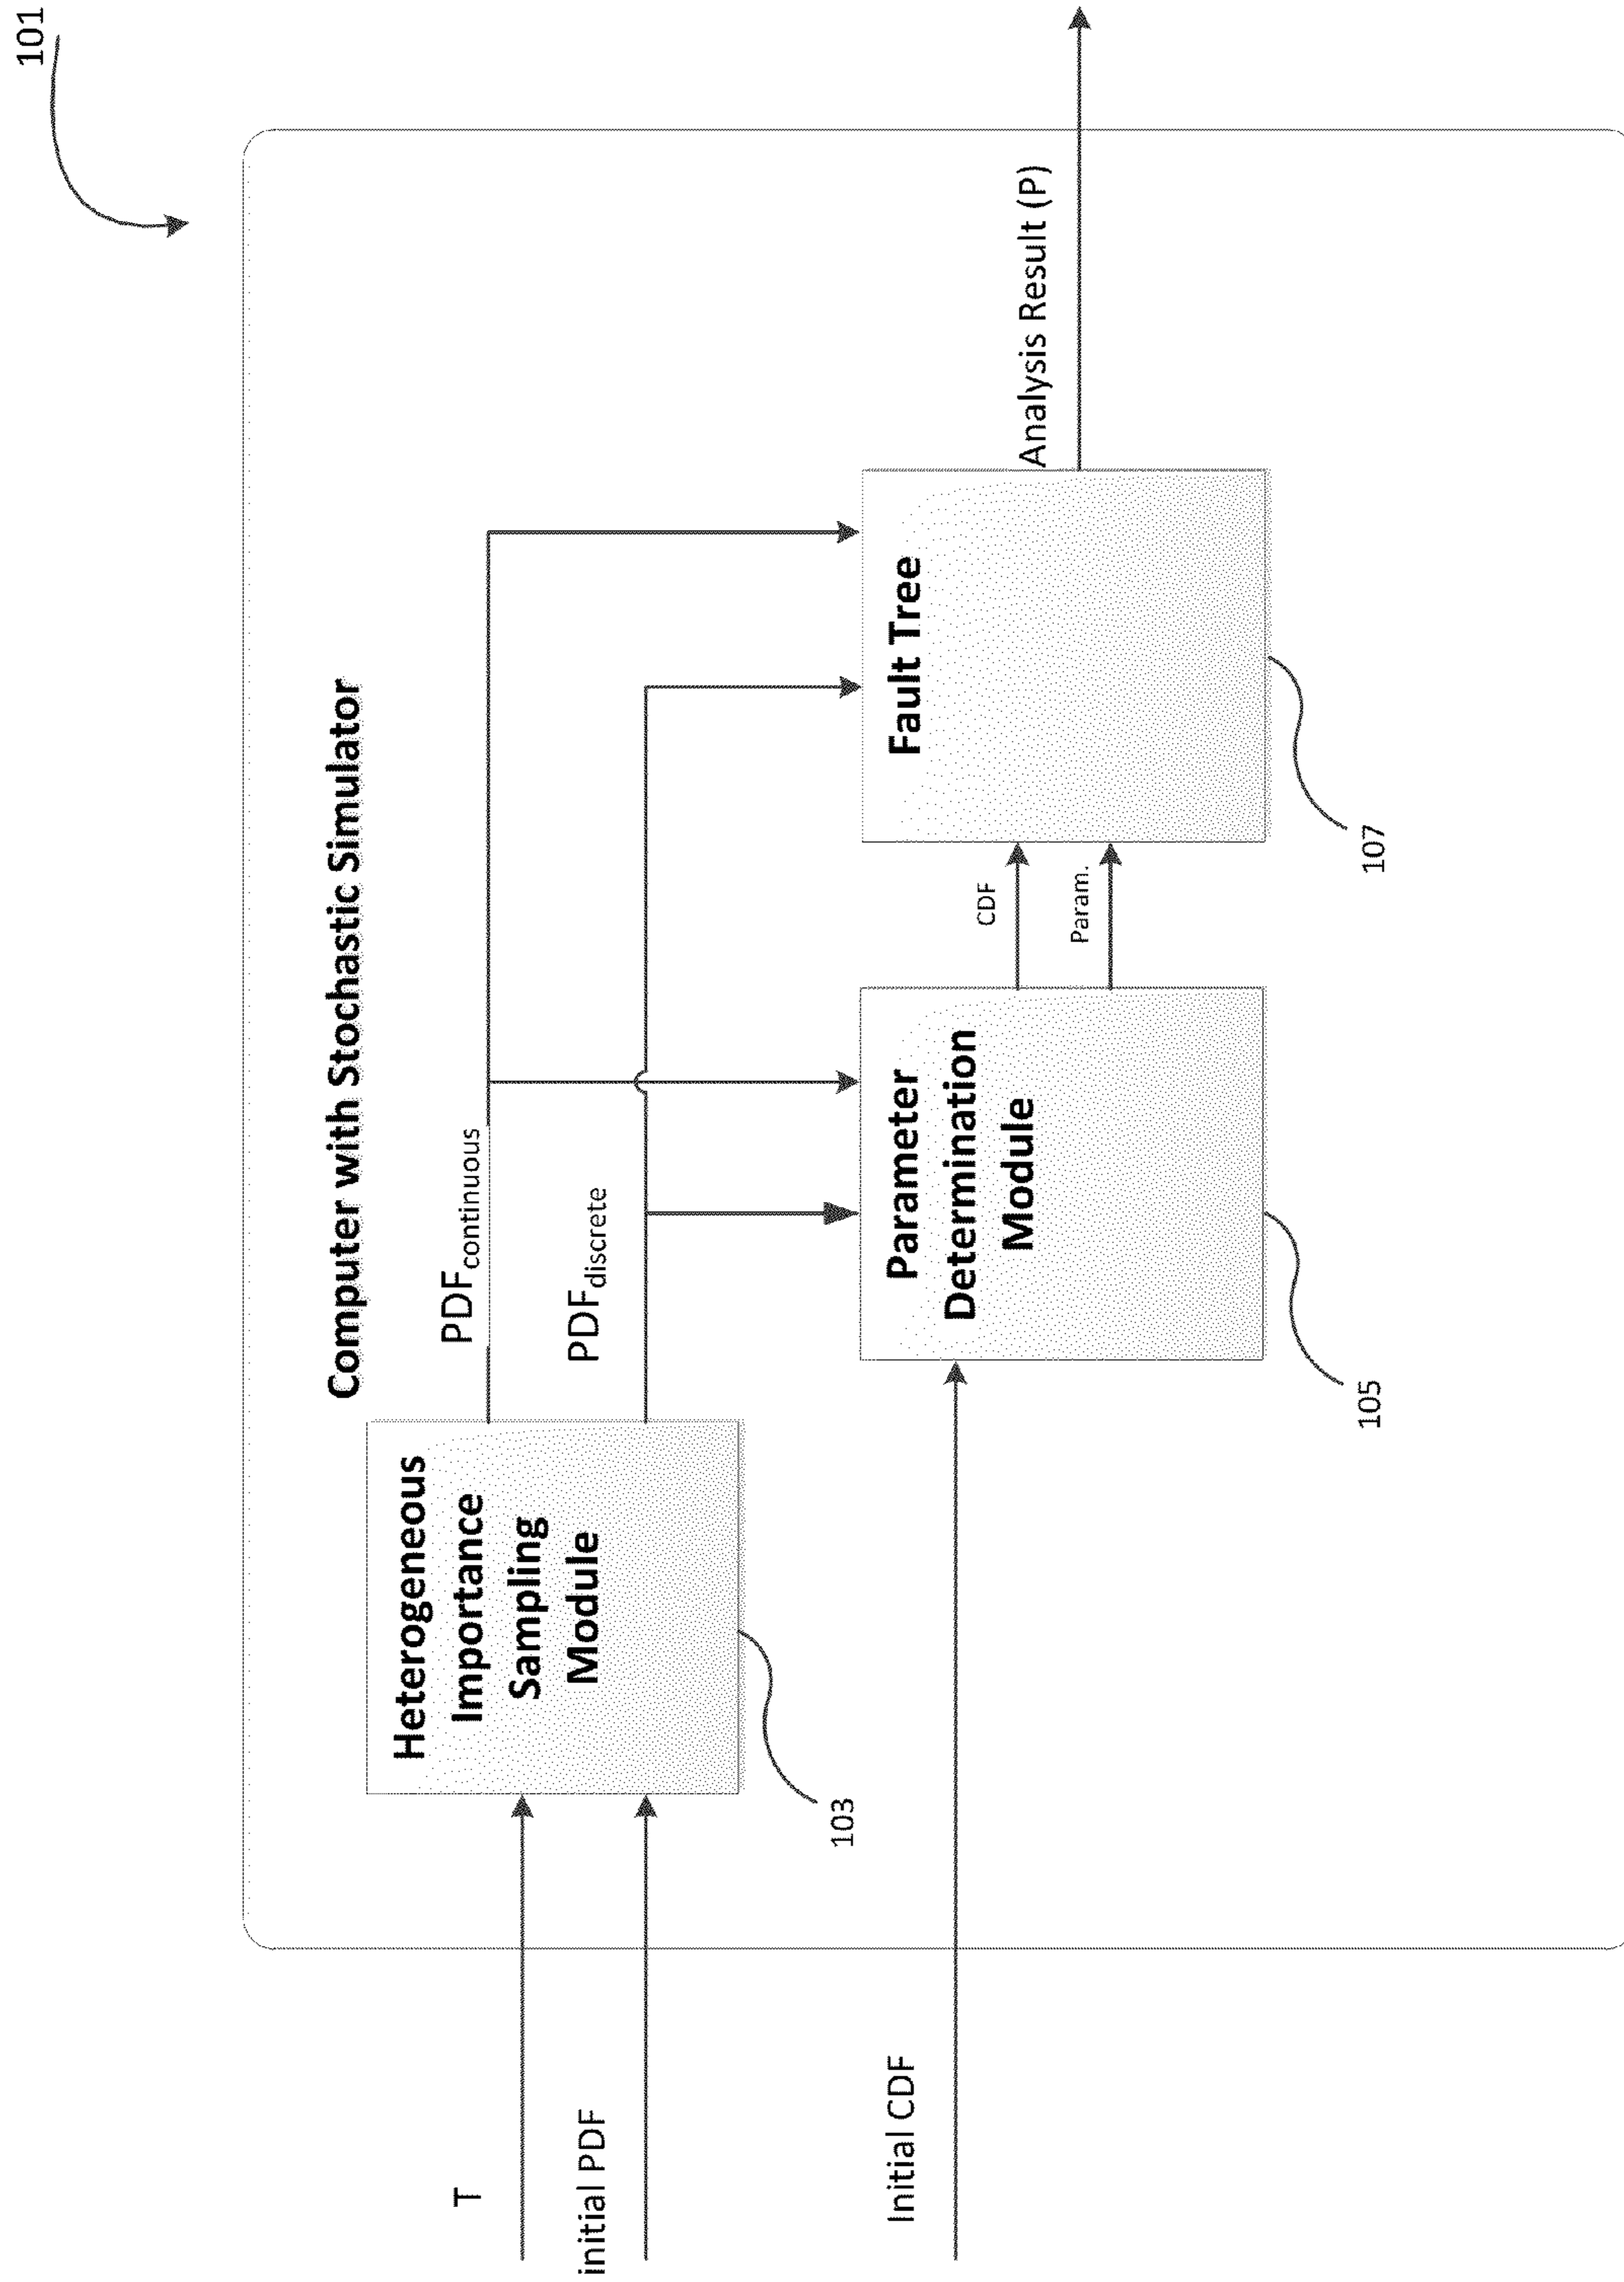 101
Computer with Stochastic Simulator
T
initial PDF
Initial CDF
Heterogeneous
Importance
Sampling
Module
103
PDFcontinuous
PDFdiscrete
Parameter
Determination
Module
105
CDF
Param.
Fault Tree
107
Analysis Result (P)